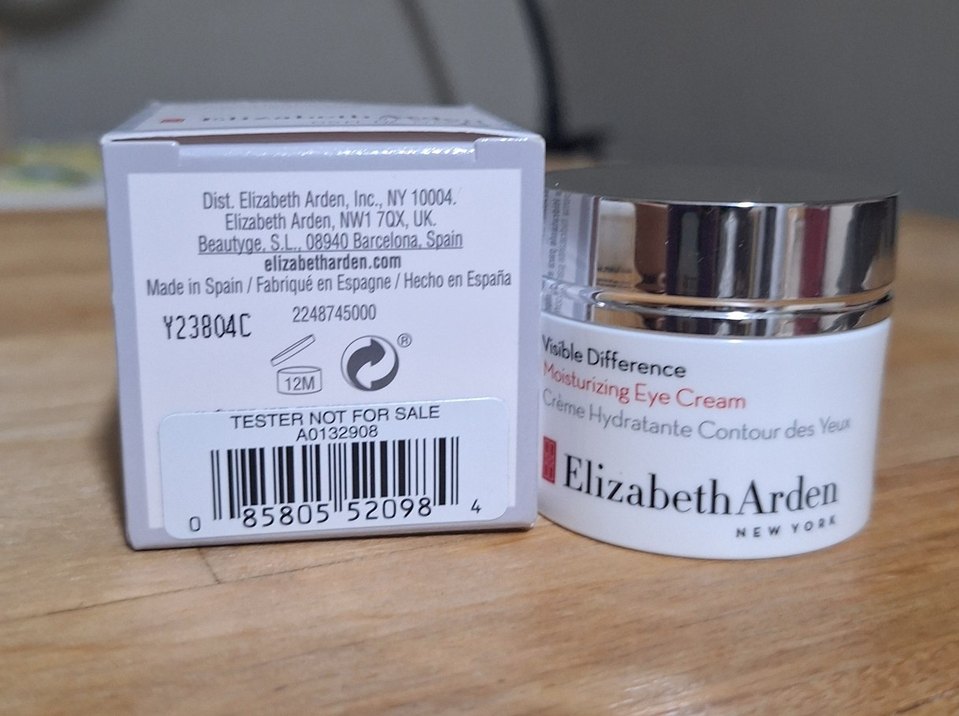 Elizabeth Arden
Dist. Elizabeth Arden, Inc., NY 10004.
Elizabeth Arden, NW1 7QX, UK.
Beautyge, S.L., 08940 Barcelona, Spain
elizabetharden.com
Made in Spain / Fabriqué en Espagne / Hecho en España
2248745000
Y23804C
12M
®
TESTER NOT FOR SALE
A0132908
0 85805 52098 4
Visible Difference
Moisturizing Eye Cream
Crème Hydratante Contour des Yeux
Elizabeth Arden
NEW YORK